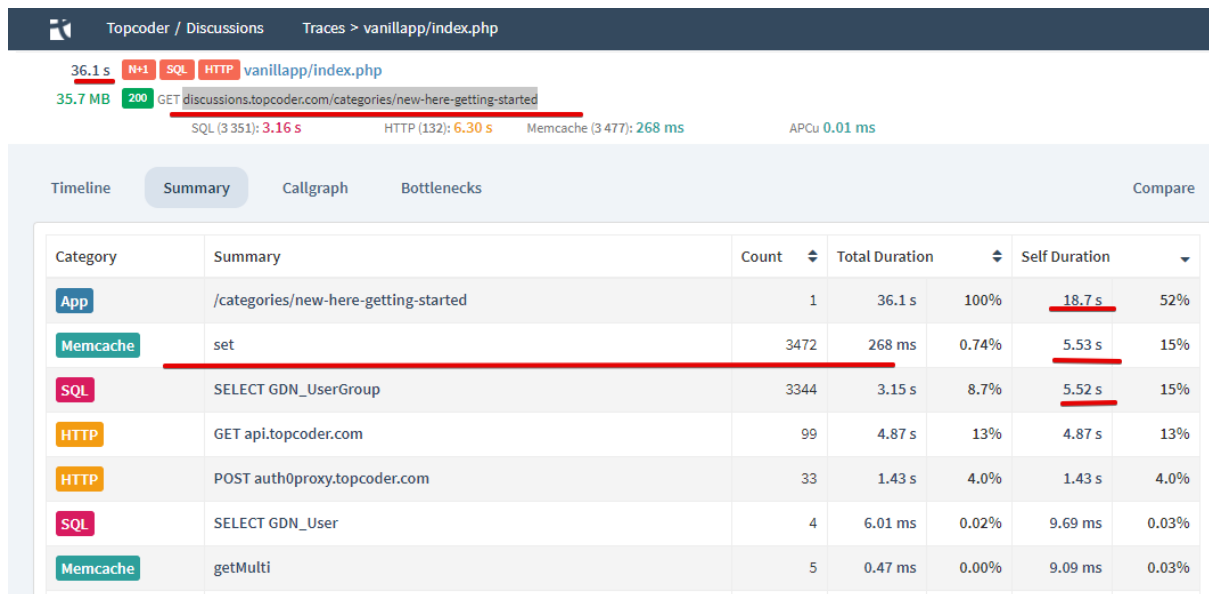 Topcoder / Discussions Traces > vanillapp/index.php
36.1 s N+1 SQL HTTP vanillapp/index.php
35.7 MB 200 GET discussions.topcoder.com/categories/new-here-getting-started
SQL (3 351): 3.16 s HTTP (132): 6.30 s Memcache (3 477): 268 ms APCu 0.01 ms
Timeline Summary Callgraph Bottlenecks Compare
Category Summary Count Total Duration Self Duration
App /categories/new-here-getting-started 1 36.1 s 100% 18.7 s 52%
Memcache set 3472 268 ms 0.74% 5.53 s 15%
SQL SELECT GDN_UserGroup 3344 3.15 s 8.7% 5.52 s 15%
HTTP GET api.topcoder.com 99 4.87 s 13% 4.87 s 13%
HTTP POST auth0proxy.topcoder.com 33 1.43 s 4.0% 1.43 s 4.0%
SQL SELECT GDN_User 4 6.01 ms 0.02% 9.69 ms 0.03%
Memcache getMulti 5 0.47 ms 0.00% 9.09 ms 0.03%